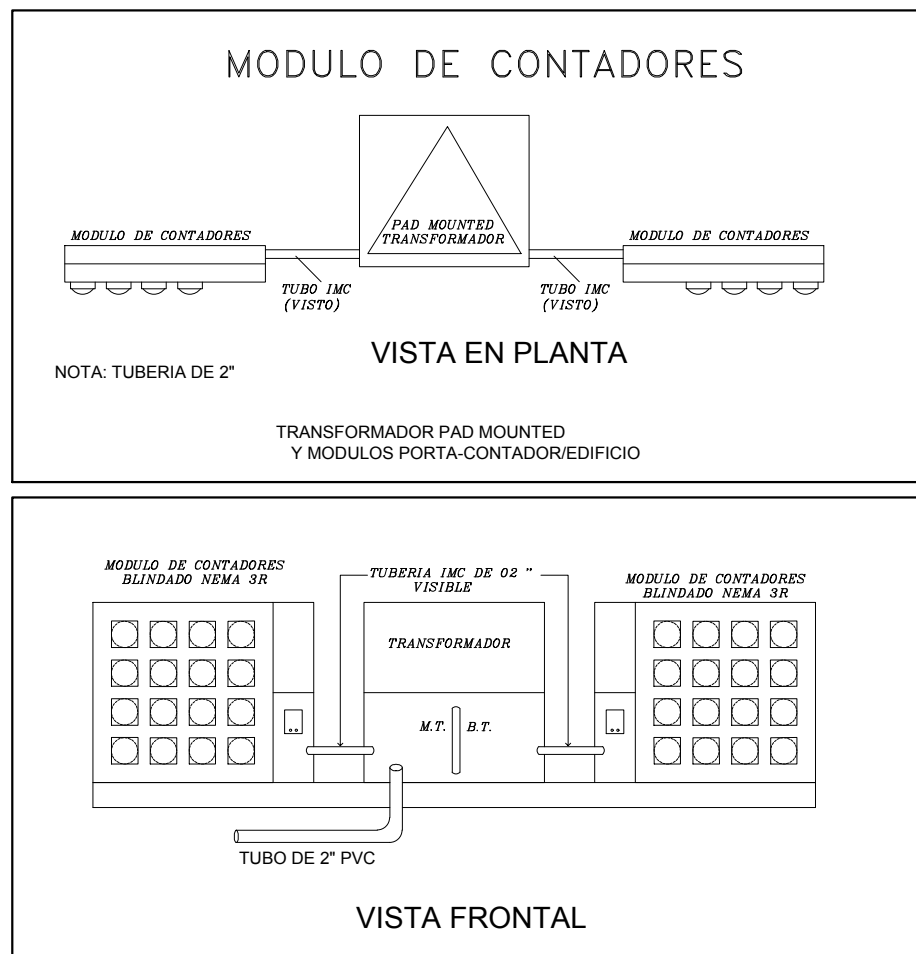 MODULO DE CONTADORES
PAD MOUNTED
TRANSFORMADOR
MODULO DE CONTADORES
MODULO DE CONTADORES
TUBO IMC
(VISTO)
TUBO IMC
(VISTO)
VISTA EN PLANTA
NOTA: TUBERIA DE 2"
TRANSFORMADOR PAD MOUNTED
Y MODULOS PORTA-CONTADOR/EDIFICIO
MODULO DE CONTADORES
BLINDADO NEMA 3R
TUBERIA IMC DE 02 "
VISIBLE
MODULO DE CONTADORES
BLINDADO NEMA 3R
TRANSFORMADOR
M.T. B.T.
TUBO DE 2" PVC
VISTA FRONTAL